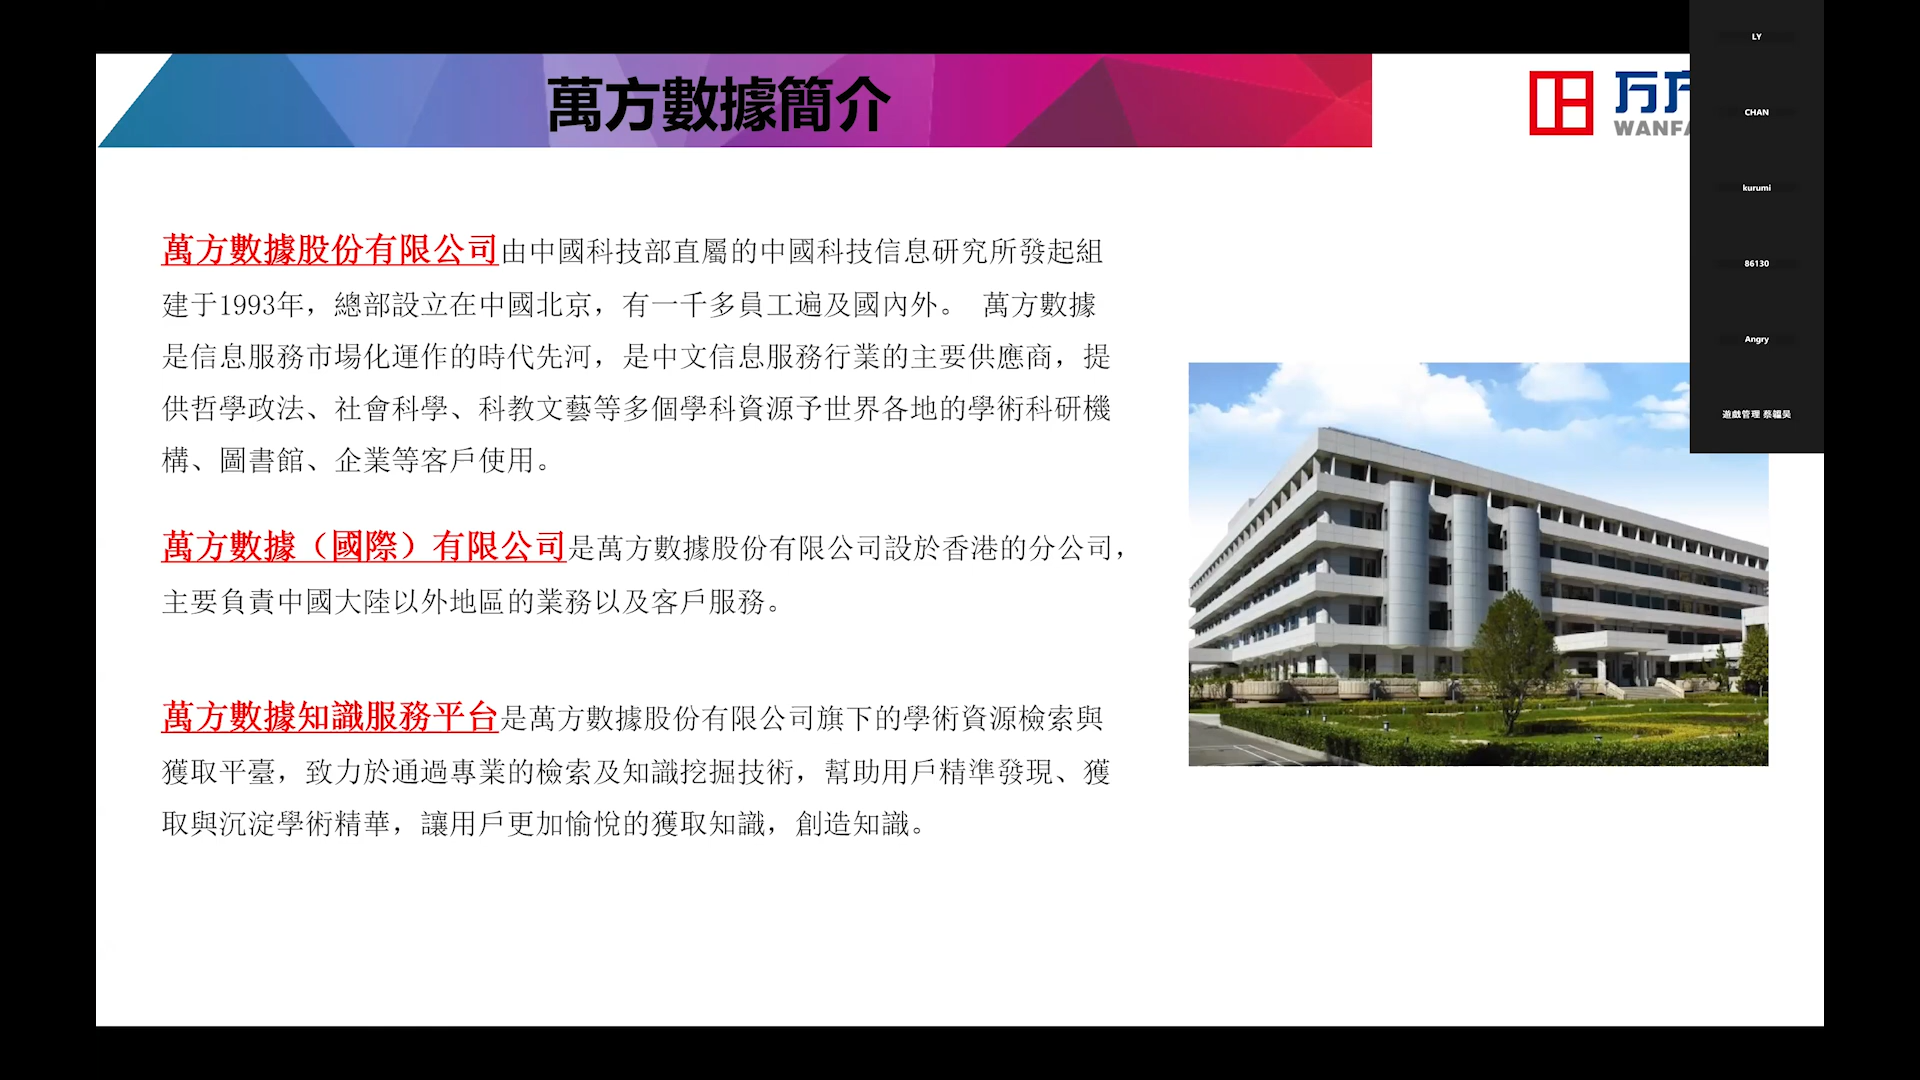 萬方數據簡介
万方
WANFA
LY
CHAN
kurumi
86130
Angry
萬方數據股份有限公司由中國科技部直屬的中國科技信息研究所發起組
建于1993年，總部設立在中國北京，有一千多員工遍及國內外。 萬方數據
是信息服務市場化運作的時代先河，是中文信息服務行業的主要供應商，提
供哲學政法、社會科學、科教文藝等多個學科資源予世界各地的學術科研機
構、圖書館、企業等客戶使用。
萬方數據（國際）有限公司是萬方數據股份有限公司設於香港的分公司，
主要負責中國大陸以外地區的業務以及客戶服務。
萬方數據知識服務平台是萬方數據股份有限公司旗下的學術資源檢索與
獲取平臺，致力於通過專業的檢索及知識挖掘技術，幫助用戶精準發現、獲
取與沉淀學術精華，讓用戶更加愉悅的獲取知識，創造知識。